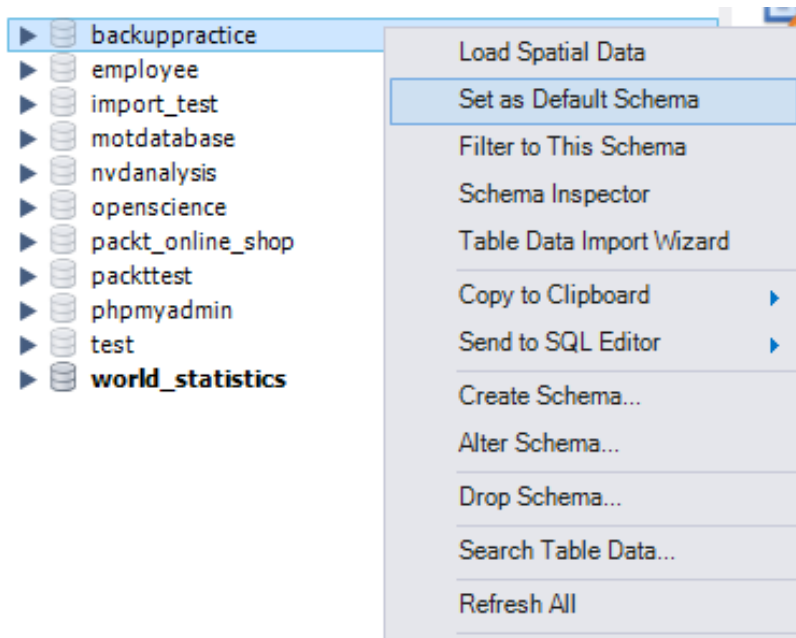 backuppractice
employee
import_test
motdatabase
nvdanalysis
openscience
packt_online_shop
packttest
phpmyadmin
test
world_statistics
Load Spatial Data
Set as Default Schema
Filter to This Schema
Schema Inspector
Table Data Import Wizard
Copy to Clipboard
Send to SQL Editor
Create Schema...
Alter Schema...
Drop Schema...
Search Table Data...
Refresh All